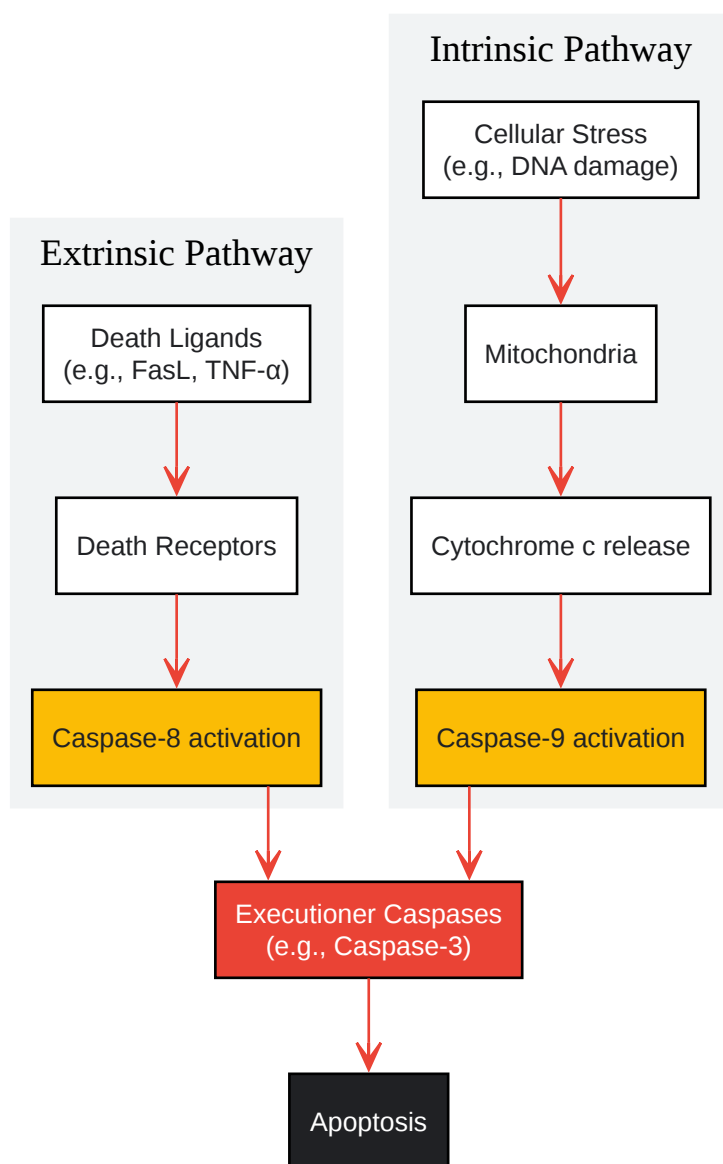 Intrinsic Pathway
Cellular Stress
(e.g., DNA damage)
Mitochondria
Cytochrome c release
Caspase-9 activation
Extrinsic Pathway
Death Ligands
(e.g., FasL, TNF-α)
Death Receptors
Caspase-8 activation
Executioner Caspases
(e.g., Caspase-3)
Apoptosis